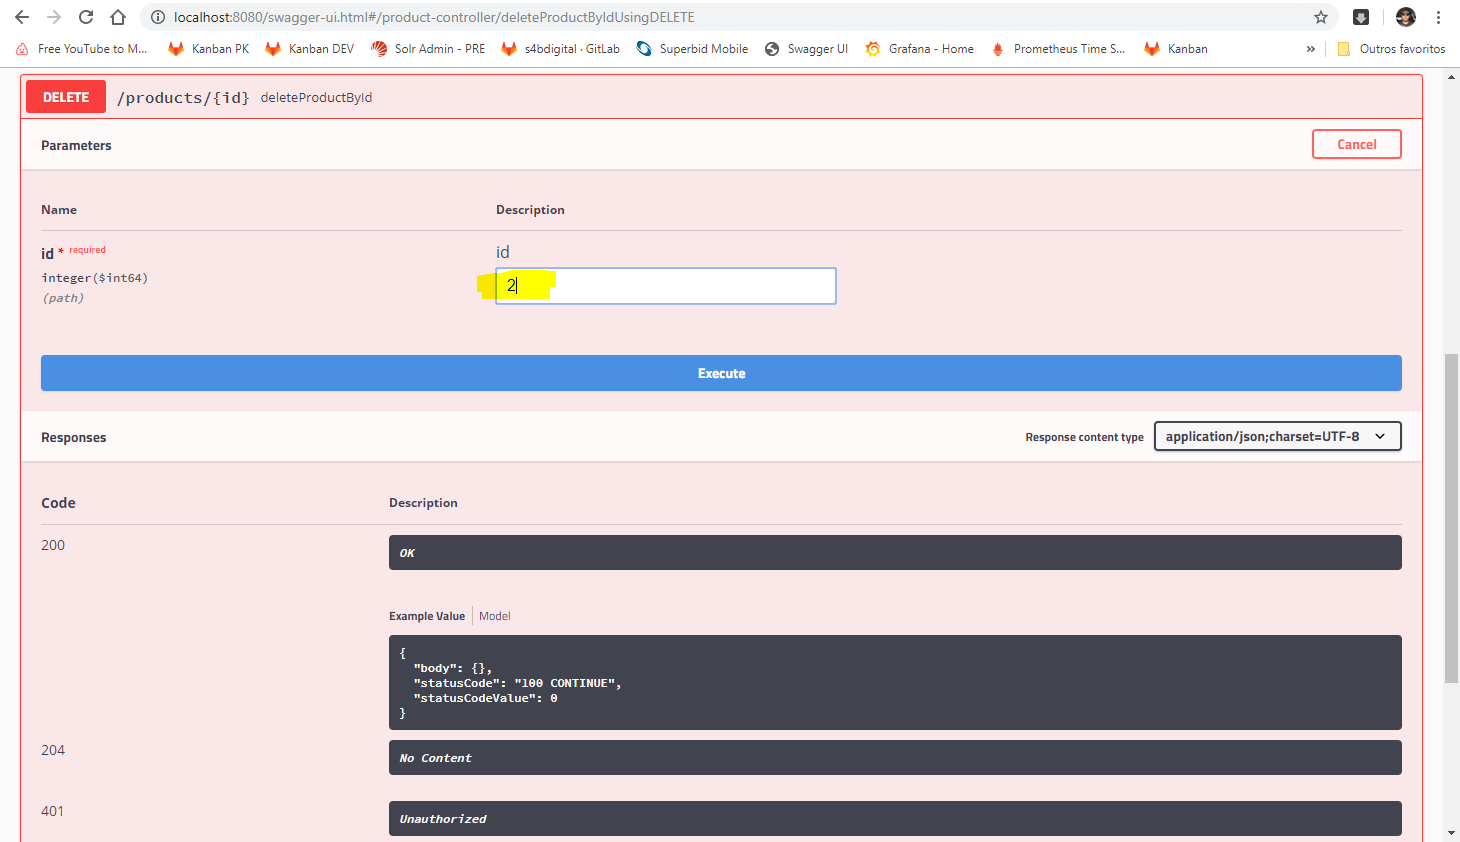 localhost:8080/swagger-ui.html#/product-controller/deleteProductByIdUsingDELETE
Free YouTube to M... Kanban PK Kanban DEV Solr Admin - PRE s4bdigital · GitLab Superbid Mobile Swagger UI Grafana - Home Prometheus Time S... Kanban » Outros favoritos
DELETE /products/{id} deleteProductById
Parameters Cancel
Name Description
id * required id
integer($int64) 2
(path)
Execute
Responses Response content type application/json;charset=UTF-8
Code Description
200 OK
Example Value Model
{
"body": {},
"statusCode": "100 CONTINUE",
"statusCodeValue": 0
}
204 No Content
401 Unauthorized